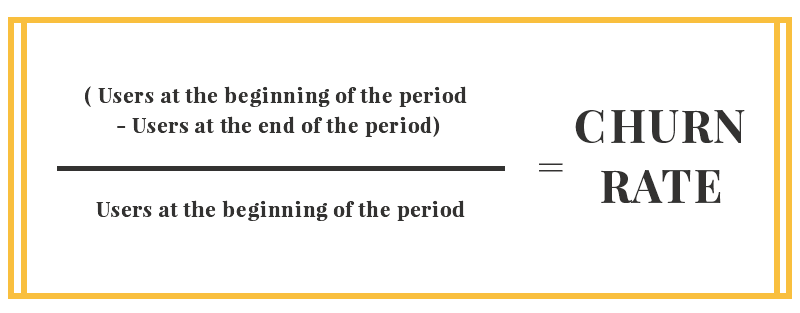 ( Users at the beginning of the period
- Users at the end of the period)
Users at the beginning of the period
=
CHURN
RATE